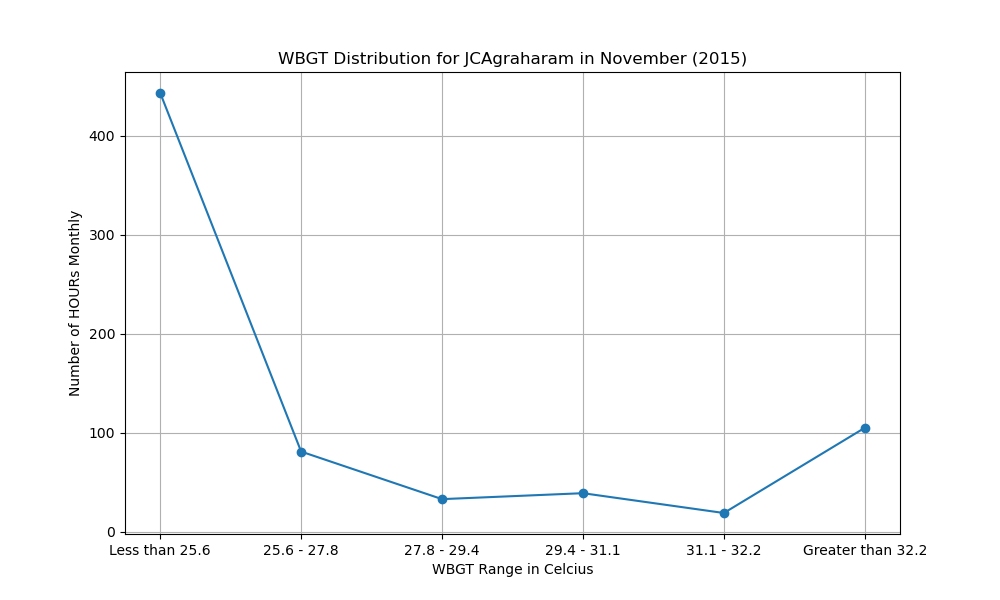 WBGT Distribution for JCAgraharam in November (2015)
Number of HOURs Monthly
400
300
200
100
0
Less than 25.6
25.6 - 27.8
27.8 - 29.4
29.4 - 31.1
31.1 - 32.2
Greater than 32.2
WBGT Range in Celcius